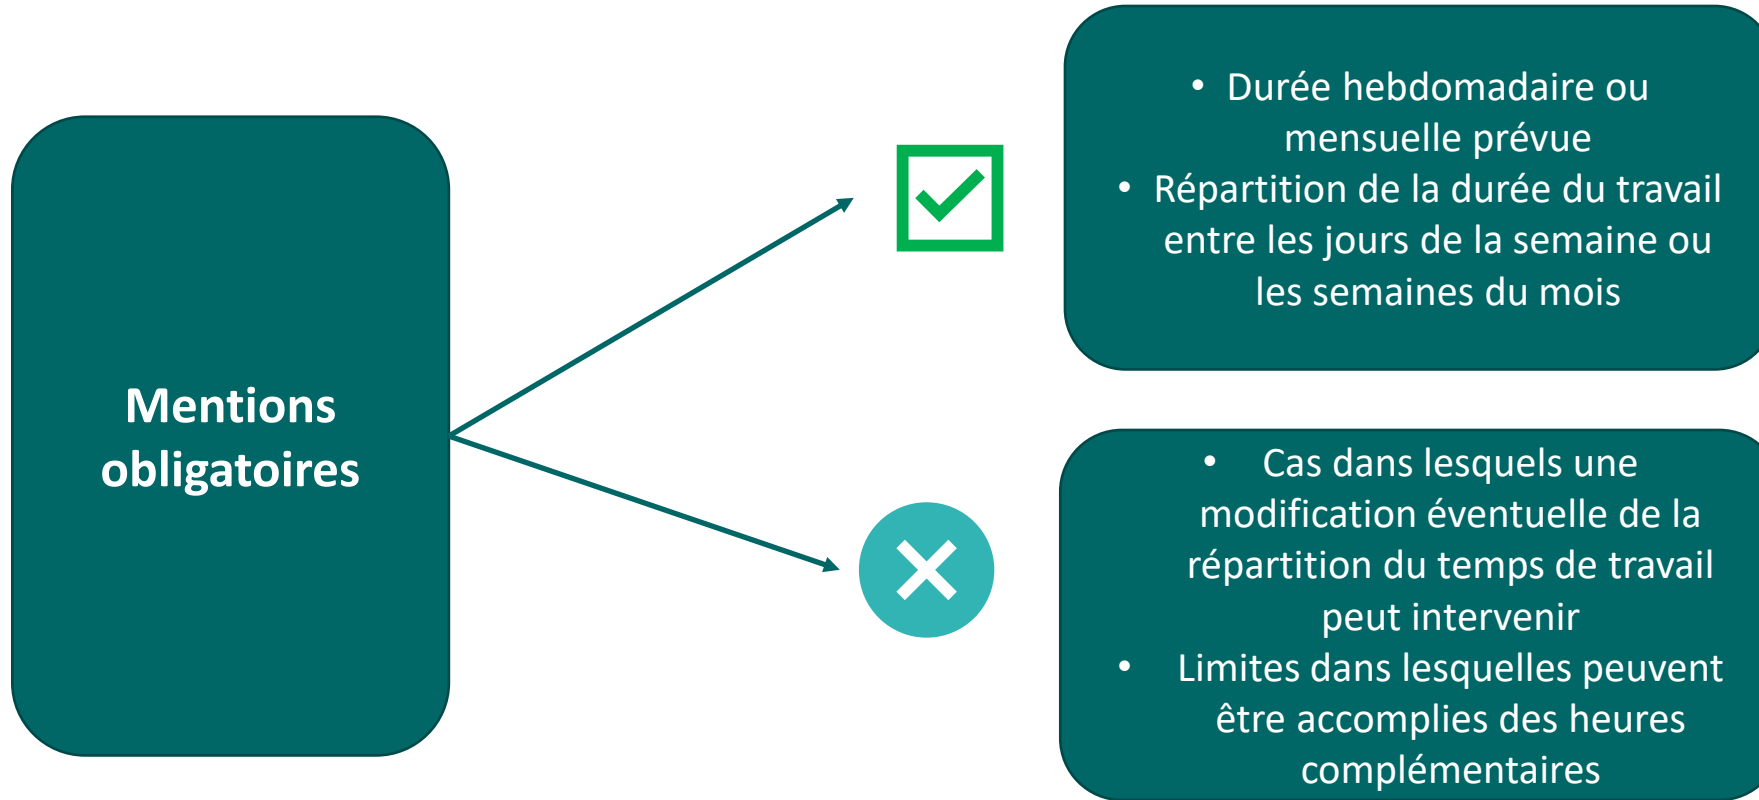 Mentions
obligatoires
• Durée hebdomadaire ou
mensuelle prévue
• Répartition de la durée du travail
entre les jours de la semaine ou
les semaines du mois
• Cas dans lesquels une
modification éventuelle de la
répartition du temps de travail
peut intervenir
• Limites dans lesquelles peuvent
être accomplies des heures
complémentaires